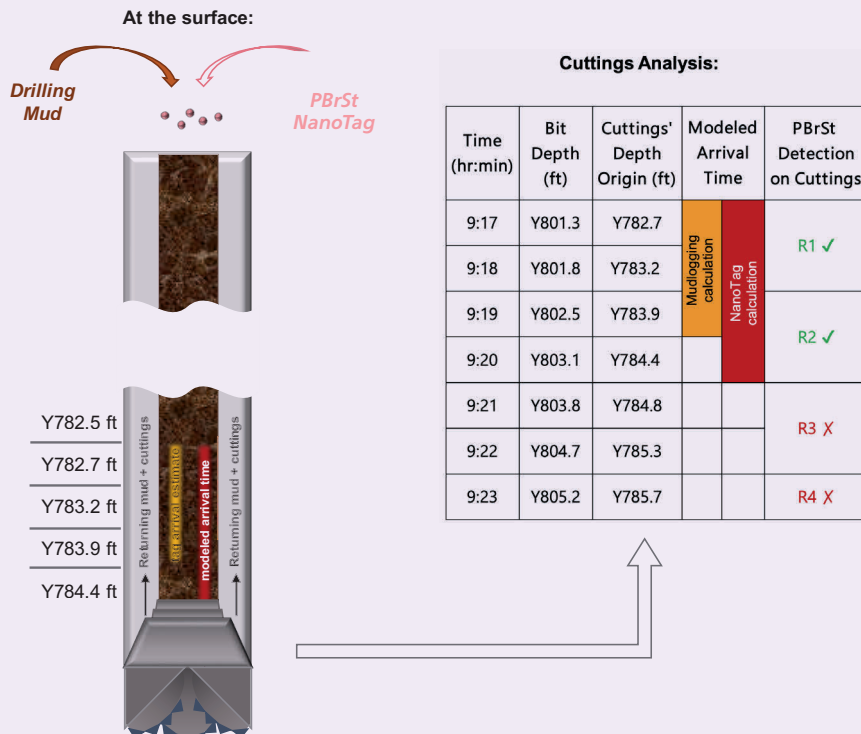 At the surface:
Drilling
Mud
PBrSt
NanoTag
Y782.5 ft
Y782.7 ft
Y783.2 ft
Y783.9 ft
Y784.4 ft
Returning mud + cuttings
tag arrival estimate
modeled arrival time
Returning mud + cuttings
Cuttings Analysis:
Time
(hr:min)
Bit
Depth
(ft)
Cuttings'
Depth
Origin (ft)
Modeled
Arrival
Time
PBrSt
Detection
on Cuttings
9:17 Y801.3 Y782.7
9:18 Y801.8 Y783.2
9:19 Y802.5 Y783.9
9:20 Y803.1 Y784.4
9:21 Y803.8 Y784.8
9:22 Y804.7 Y785.3
9:23 Y805.2 Y785.7
Mudlogging
calculation
NanoTag
calculation
R1 ✓
R2 ✓
R3 ✗
R4 ✗